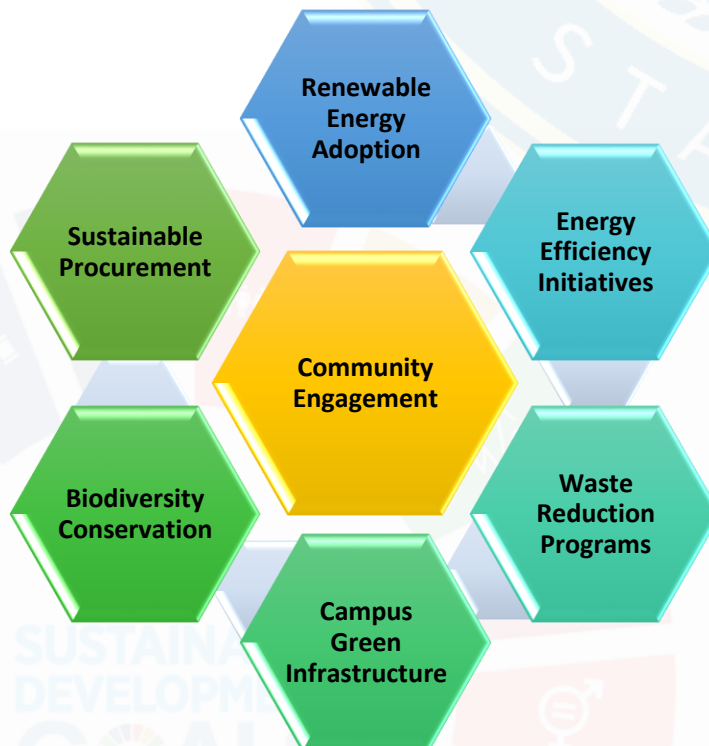 Renewable
Energy
Adoption
Sustainable
Procurement
Energy
Efficiency
Initiatives
Community
Engagement
Biodiversity
Conservation
Waste
Reduction
Programs
Campus
Green
Infrastructure